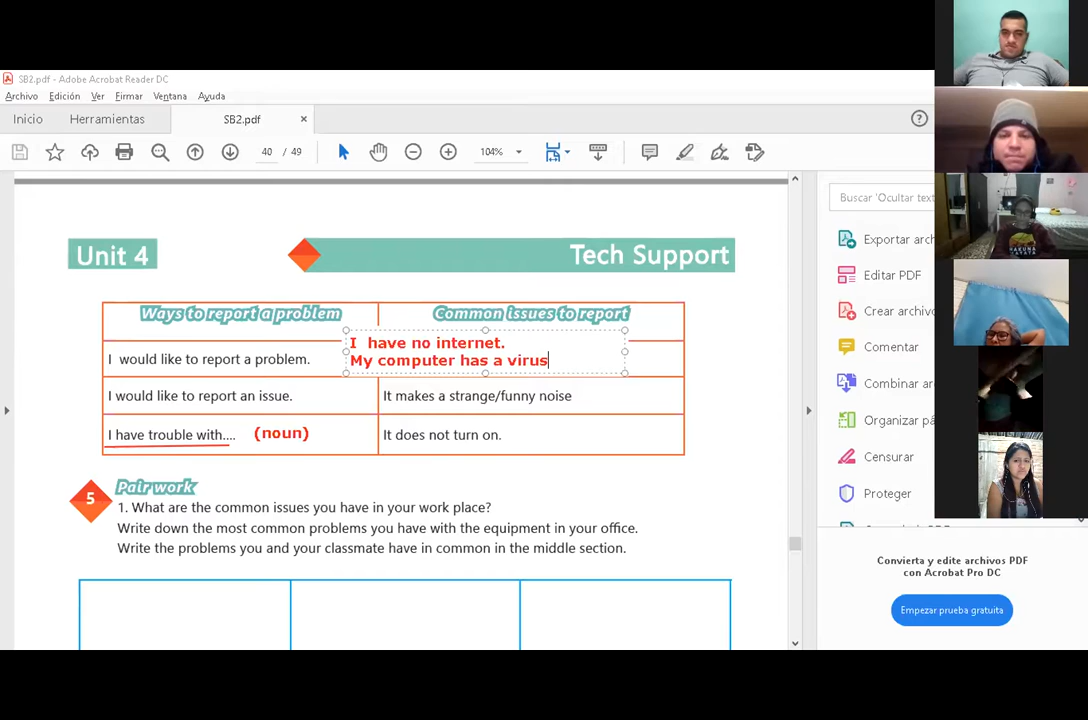 SB2.pdf - Adobe Acrobat Reader DC
Archivo Edición Ver Firmar Ventana Ayuda
Inicio Herramientas SB2.pdf ×
40 / 49 104%
Buscar 'Ocultar text
Exportar arch
Editar PDF
Crear archivo
Comentar
Combinar ar
Organizar pá
Censurar
Proteger
Convierta y edite archivos PDF
con Acrobat Pro DC
Empezar prueba gratuita
Unit 4 Tech Support
Ways to report a problem Common issues to report
I have no internet.
My computer has a virus
I would like to report a problem.
I would like to report an issue. It makes a strange/funny noise
I have trouble with.... (noun) It does not turn on.
5 Pair work
1. What are the common issues you have in your work place?
Write down the most common problems you have with the equipment in your office.
Write the problems you and your classmate have in common in the middle section.